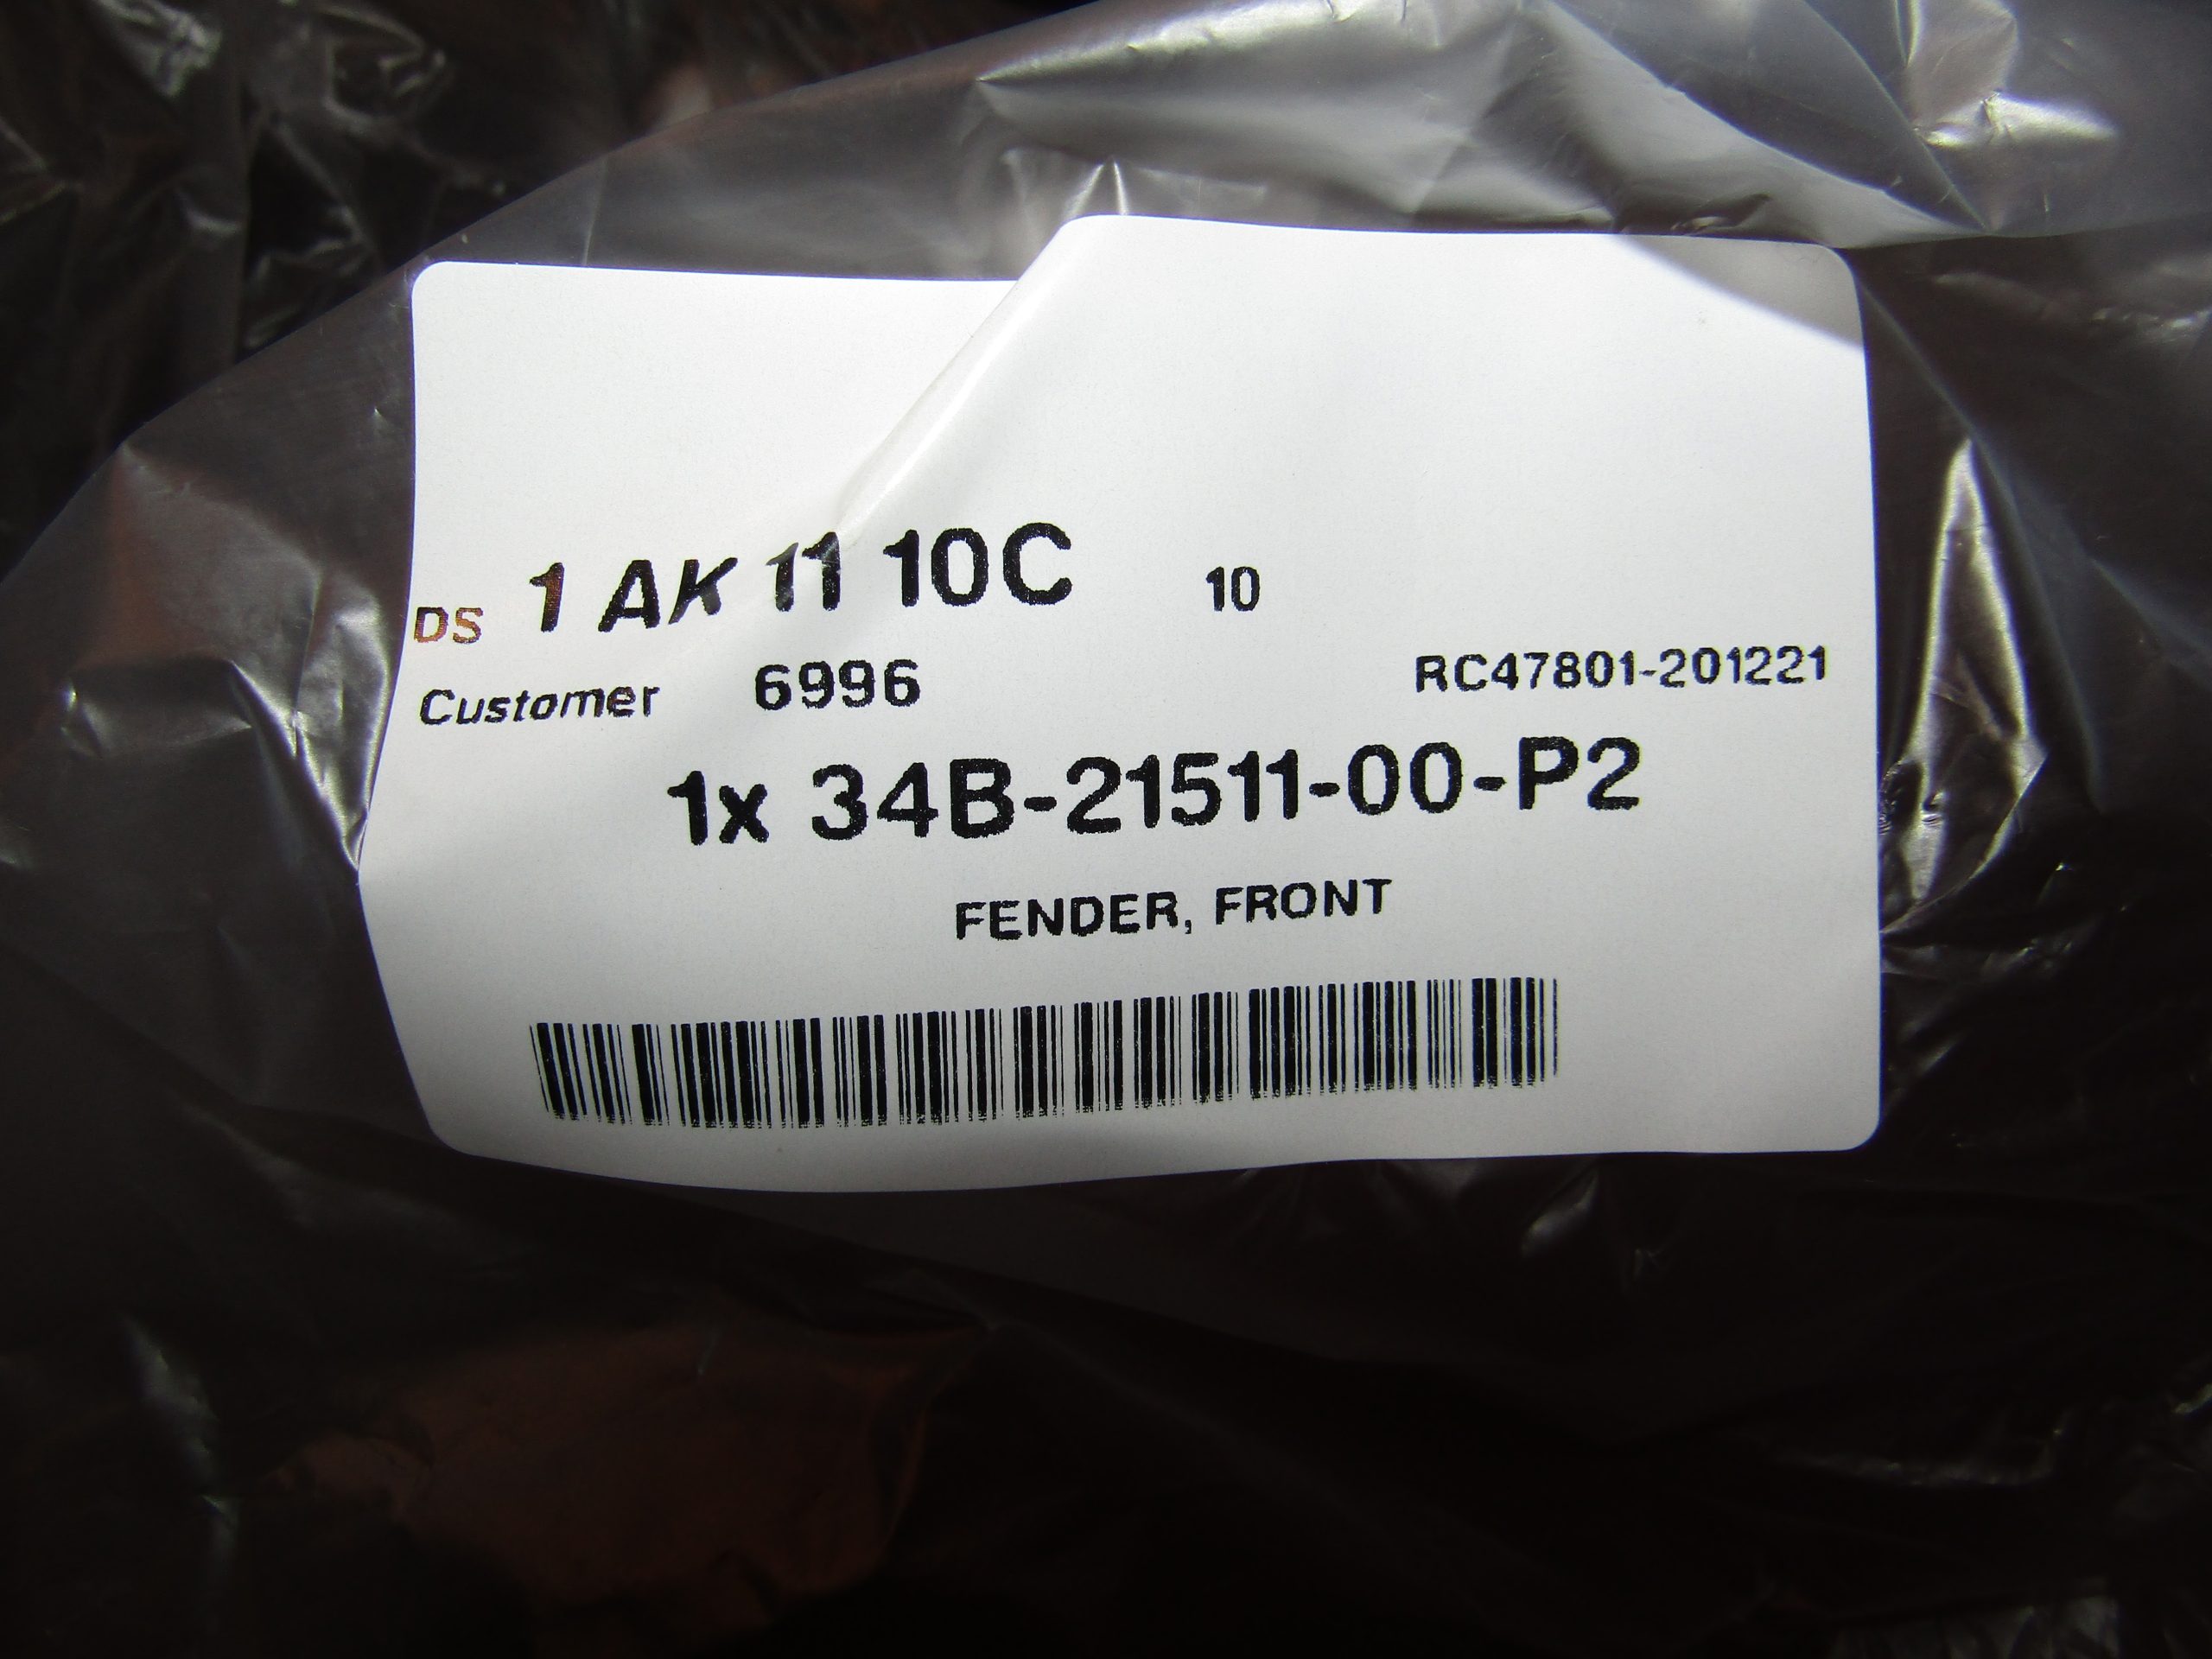 DS 1 AK 11 10C 10
Customer 6996 RC47801-201221
1x 34B-21511-00-P2
FENDER, FRONT